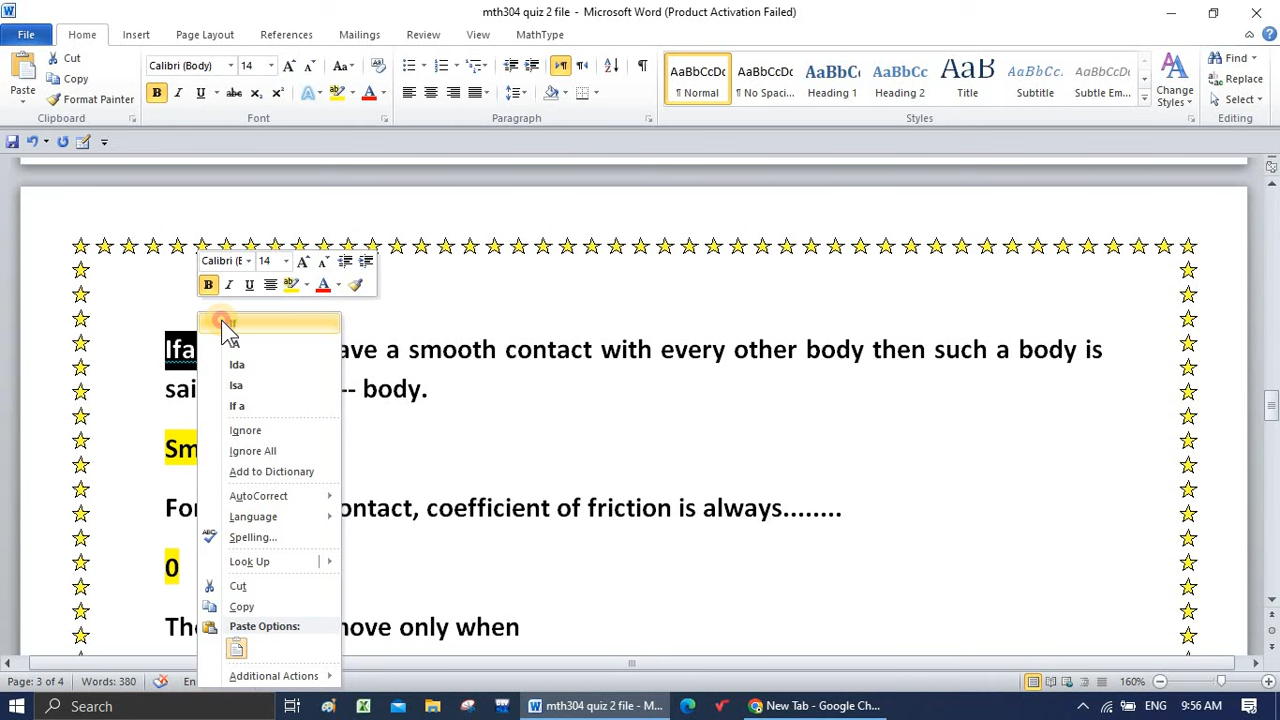 mth304 quiz 2 file - Microsoft Word (Product Activation Failed)
File Home Insert Page Layout References Mailings Review View MathType
Cut
Copy
Format Painter
Paste
Clipboard
Calibri (Body) 14
Font
Paragraph
AaBbCcDc AaBbCcDc AaBbCc AaBbCc AaB AaBbCc. AaBbCcD
¶ Normal ¶ No Spaci... Heading 1 Heading 2 Title Subtitle Subtle Em...
Styles
Change Styles
Find
Replace
Select
Editing
Calibri (E 14
Ifa ave a smooth contact with every other body then such a body is
sai -- body.
Sm
For ontact, coefficient of friction is always........
0
The move only when
If
Ida
Isa
If a
Ignore
Ignore All
Add to Dictionary
AutoCorrect
Language
Spelling...
Look Up
Cut
Copy
Paste Options:
Additional Actions
Page: 3 of 4 Words: 380 En 160%
Search
mth304 quiz 2 file - M...
New Tab - Google Ch...
ENG 9:56 AM